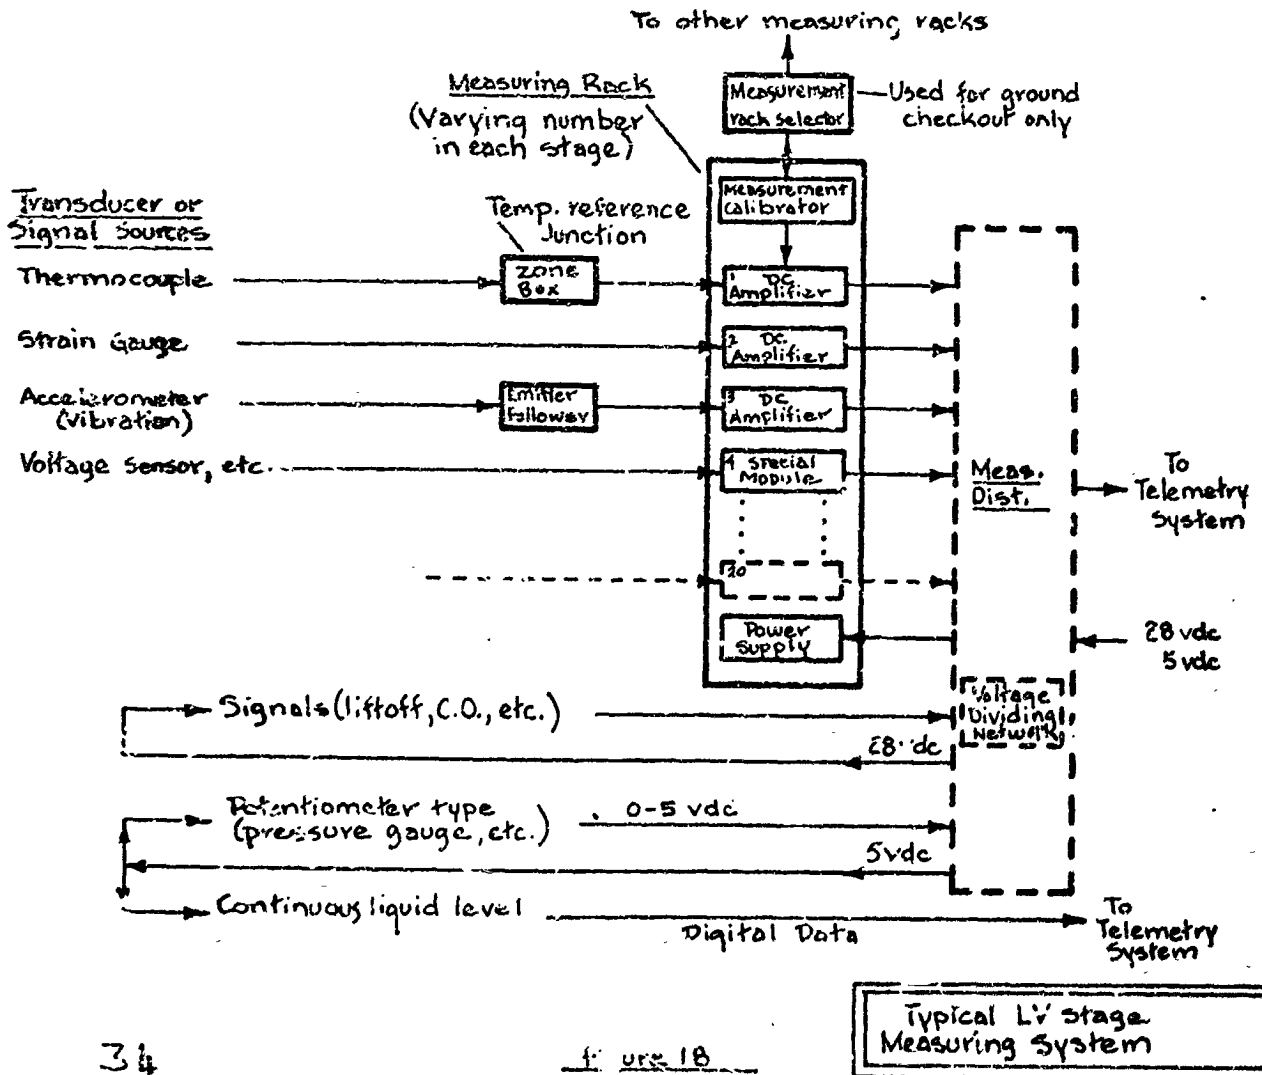 To other measuring racks
Measuring Rack
(Varying number
in each stage)
Measurement
rack selector
Used for ground
checkout only
Transducer or
Signal Sources
Temp. reference
Junction
Measurement
Calibrator
Thermocouple
Zone
Box
1 DC
Amplifier
Strain Gauge
2 DC
Amplifier
Accelerometer
(Vibration)
Emitter
Follower
3 DC
Amplifier
Voltage Sensor, etc.
4 Special
Module
Meas.
Dist.
To
Telemetry
System
20
Power
Supply
28 vdc
5 vdc
Signals (liftoff, C.O., etc.)
Voltage
Dividing
Network
28 dc
Potentiometer type
(pressure gauge, etc.)
0-5 vdc
5vdc
Continuous liquid level
Digital Data
To
Telemetry
System
Typical LV Stage
Measuring System
34
ure 18